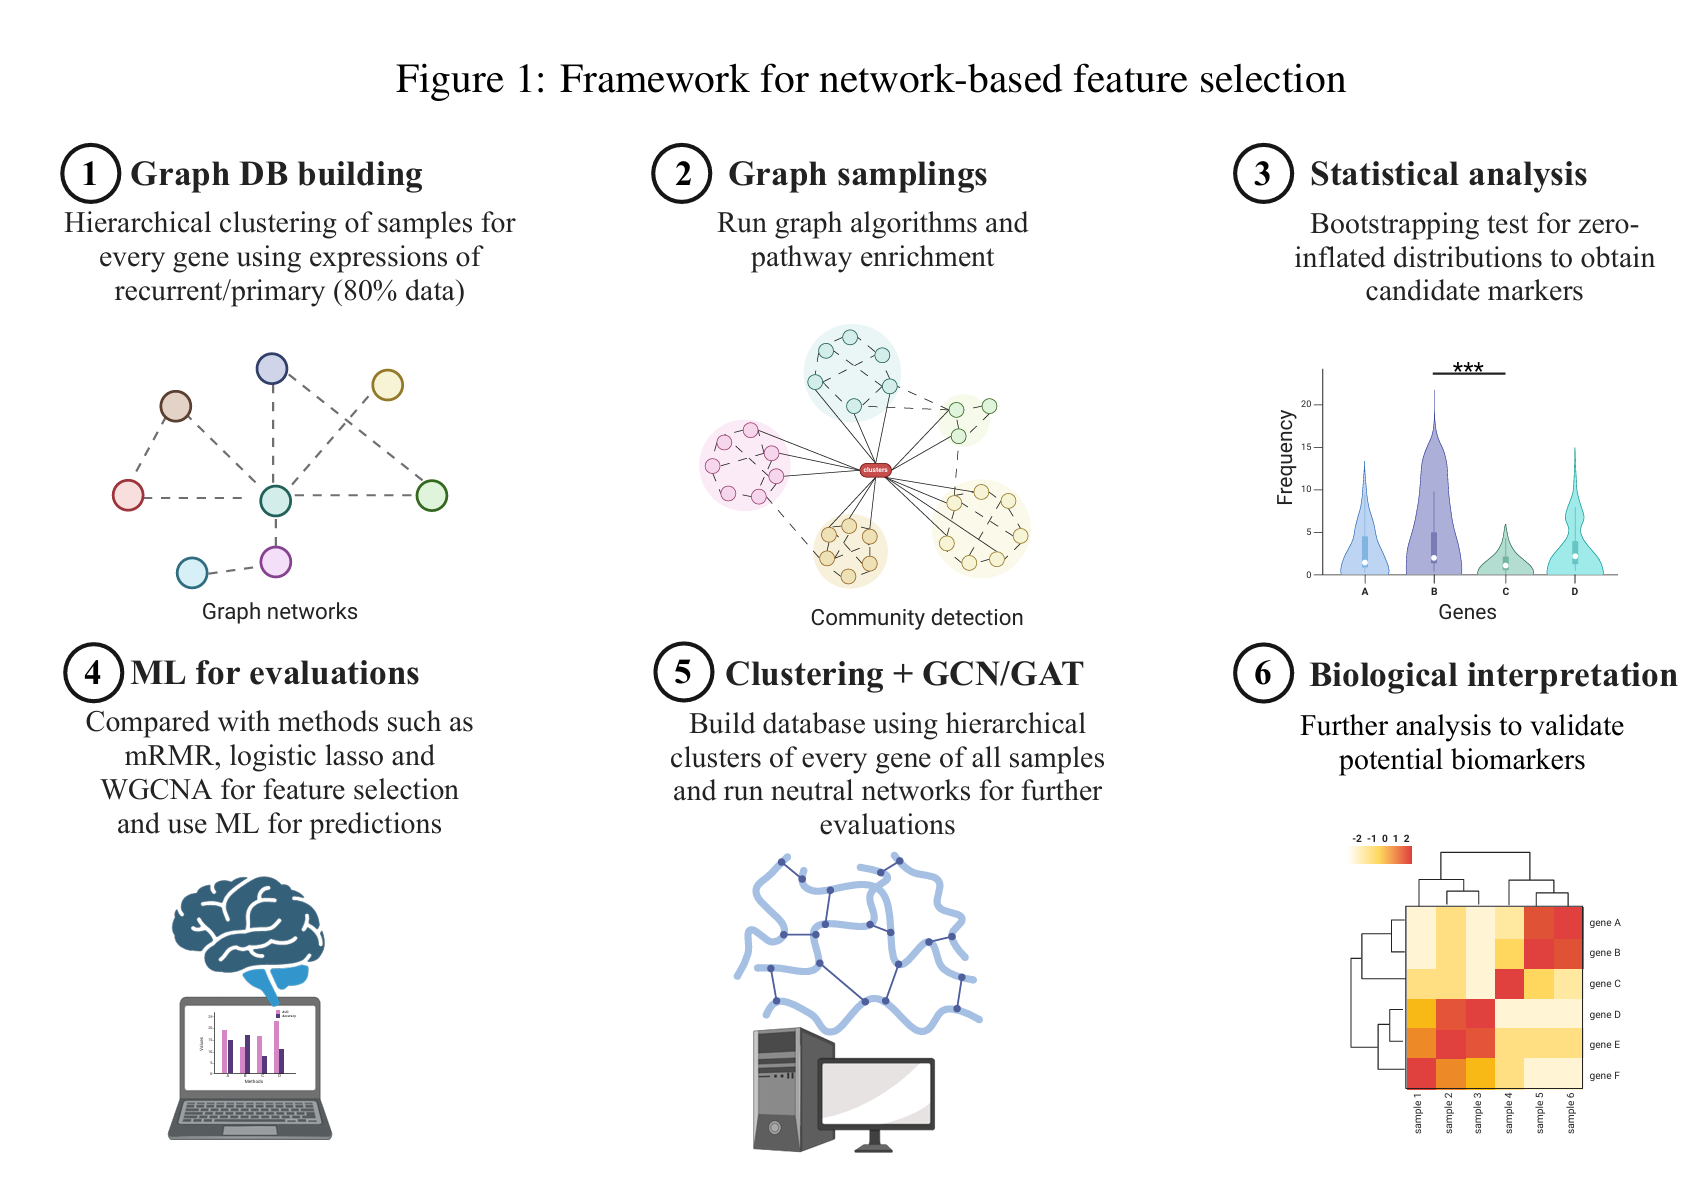 Figure 1: Framework for network-based feature selection
1 Graph DB building
Hierarchical clustering of samples for
every gene using expressions of
recurrent/primary (80% data)
Graph networks
2 Graph samplings
Run graph algorithms and
pathway enrichment
clusters
Community detection
3 Statistical analysis
Bootstrapping test for zero-
inflated distributions to obtain
candidate markers
***
Frequency
20
15
10
5
0
A B C D
Genes
4 ML for evaluations
Compared with methods such as
mRMR, logistic lasso and
WGCNA for feature selection
and use ML for predictions
Values
Methods
5 Clustering + GCN/GAT
Build database using hierarchical
clusters of every gene of all samples
and run neutral networks for further
evaluations
6 Biological interpretation
Further analysis to validate
potential biomarkers
-2 -1 0 1 2
gene A
gene B
gene C
gene D
gene E
gene F
sample 1
sample 2
sample 3
sample 4
sample 5
sample 6